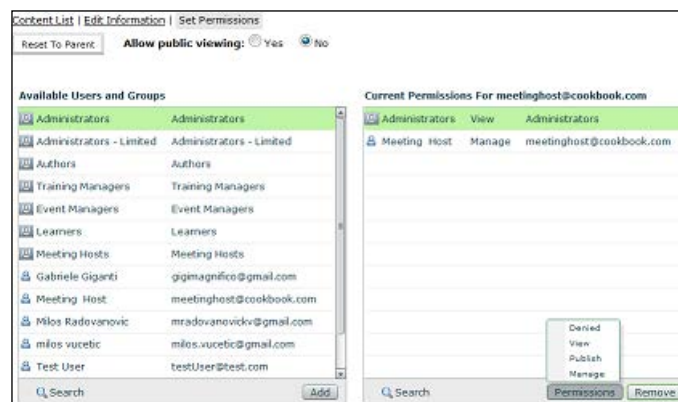 Content List | Edit Information | Set Permissions
Reset To Parent Allow public viewing: Yes No
Available Users and Groups
Administrators Administrators
Administrators - Limited Administrators - Limited
Authors Authors
Training Managers Training Managers
Event Managers Event Managers
Learners Learners
Meeting Hosts Meeting Hosts
Gabriele Giganti gigimagnifico@gmail.com
Meeting Host meetinghost@cookbook.com
Milos Radovanovic mradovanovickv@gmail.com
milos vucetic milos.vucetic@gmail.com
Test User testUser@test.com
Search Add
Current Permissions For meetinghost@cookbook.com
Administrators View Administrators
Meeting Host Manage meetinghost@cookbook.com
Denied
View
Publish
Manage
Search Permissions Remove